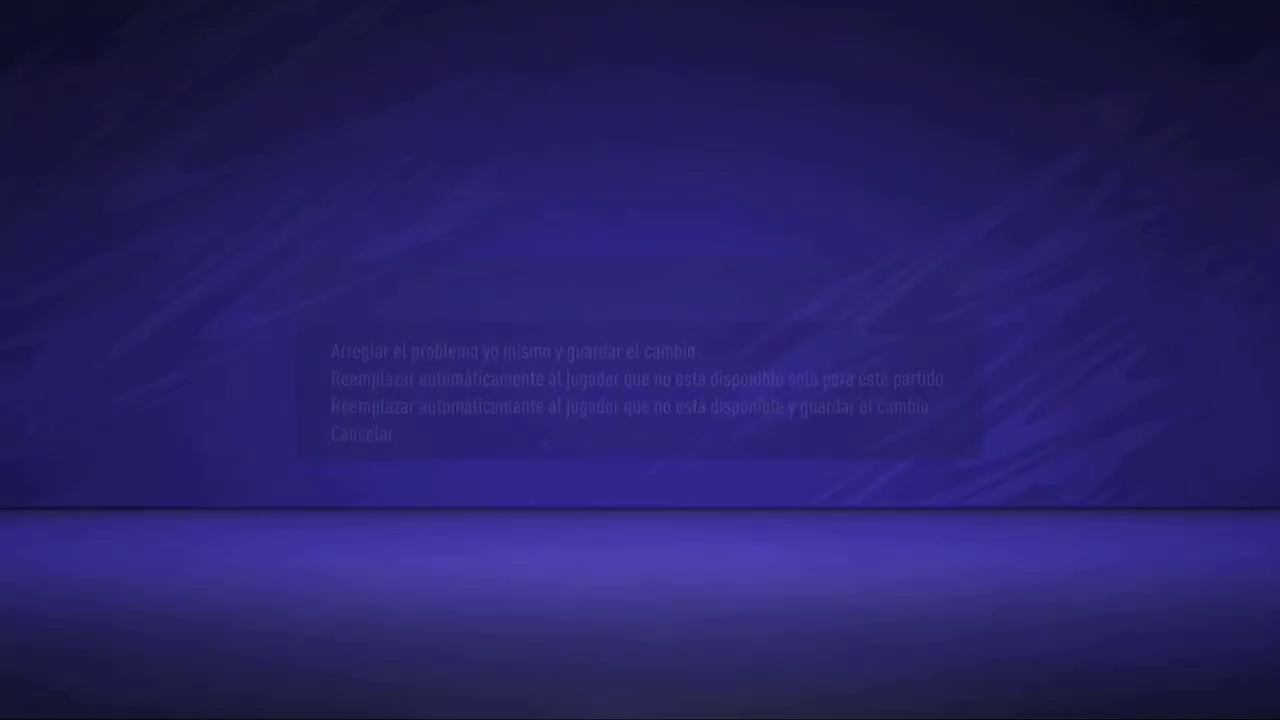 Arreglar el problema yo mismo y guardar el cambio
Reemplazar automáticamente al jugador que no está disponible solo para este partido
Reemplazar automáticamente al jugador que no está disponible y guardar el cambio
Cancelar